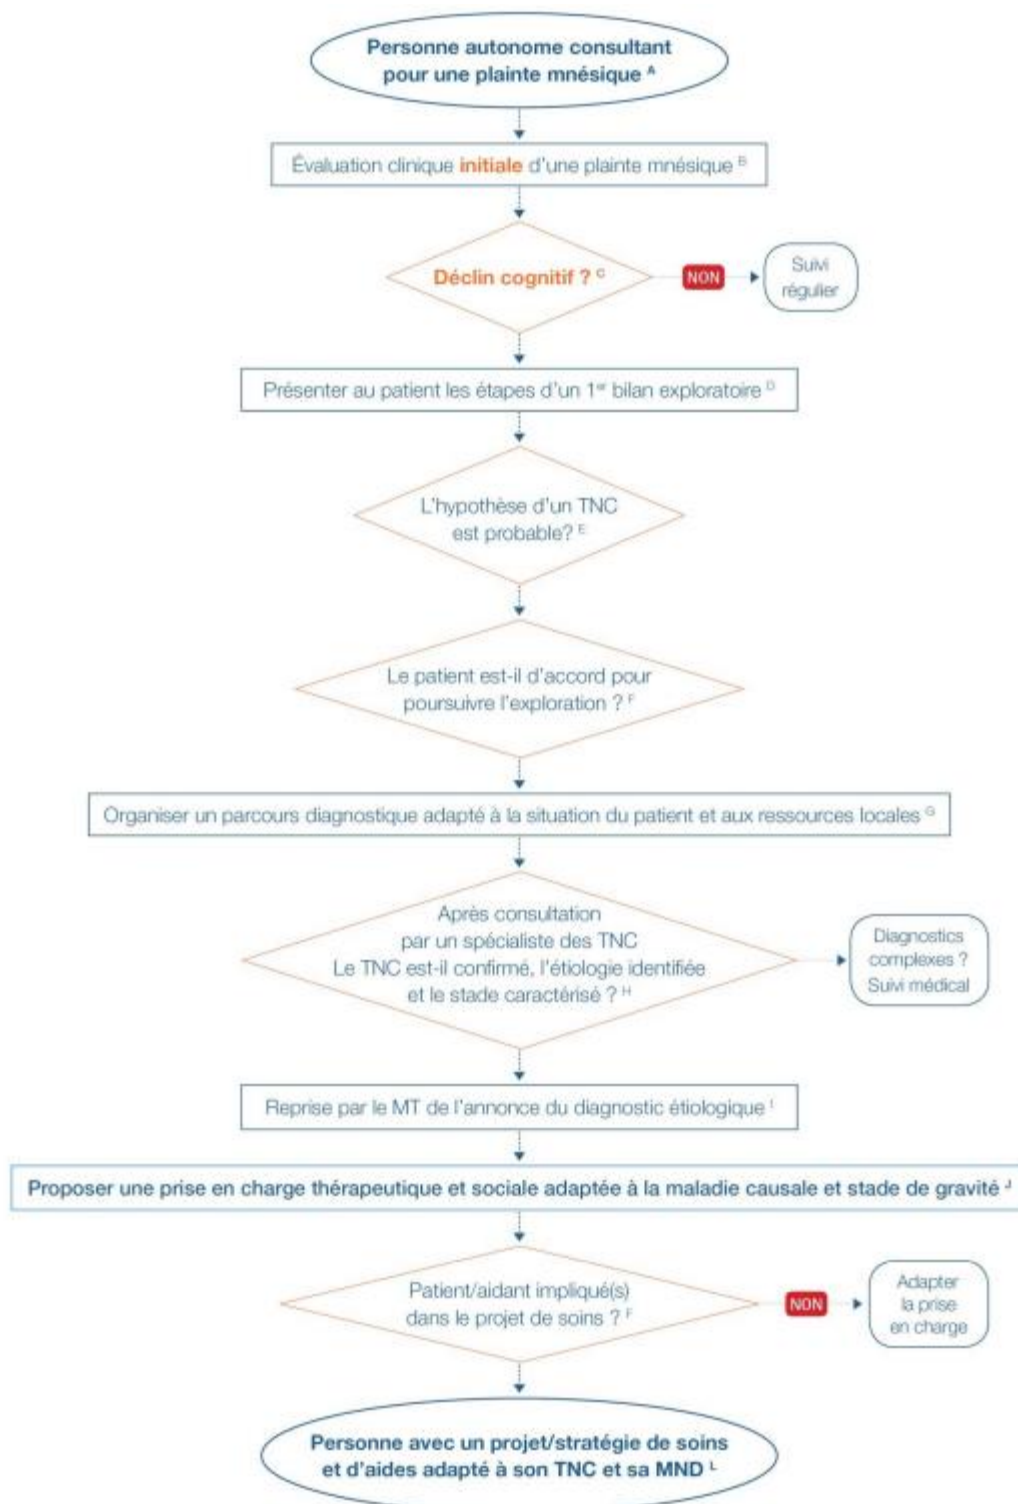 Personne autonome consultant
pour une plainte mnésique A
Évaluation clinique initiale d'une plainte mnésique B
Déclin cognitif ? C
NON
Suivi
régulier
Présenter au patient les étapes d'un 1er bilan exploratoire D
L'hypothèse d'un TNC
est probable? E
Le patient est-il d'accord pour
poursuivre l'exploration ? F
Organiser un parcours diagnostique adapté à la situation du patient et aux ressources locales G
Après consultation
par un spécialiste des TNC
Le TNC est-il confirmé, l'étiologie identifiée
et le stade caractérisé ? H
Diagnostics
complexes ?
Suivi médical
Reprise par le MT de l'annonce du diagnostic étiologique I
Proposer une prise en charge thérapeutique et sociale adaptée à la maladie causale et stade de gravité J
Patient/aidant impliqué(s)
dans le projet de soins ? F
NON
Adapter
la prise
en charge
Personne avec un projet/stratégie de soins
et d'aides adapté à son TNC et sa MND L